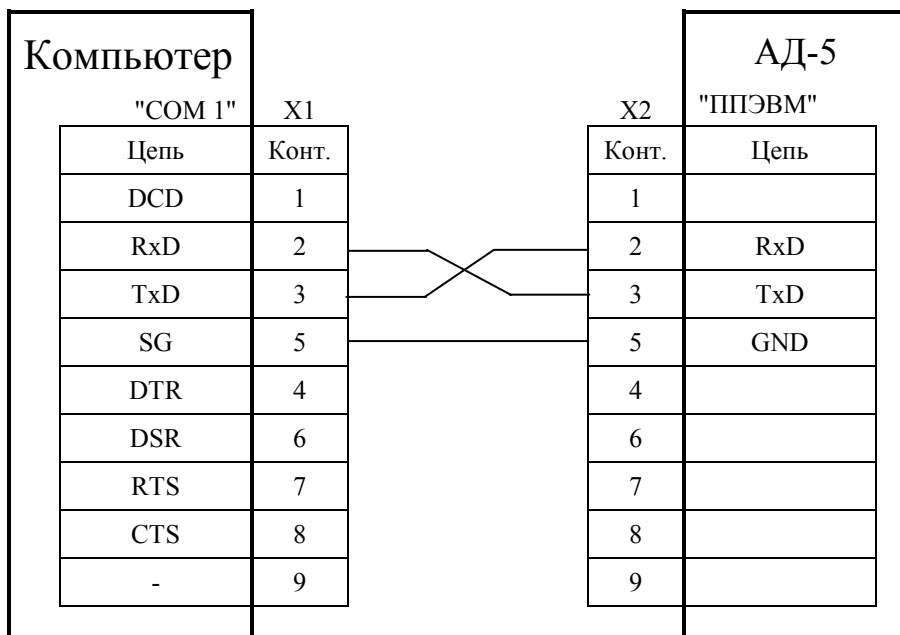 Компьютер АД-5
"COM 1" X1 X2 "ППЭВМ"
Цепь Конт. Конт. Цепь
DCD 1 1
RxD 2 2 RxD
TxD 3 3 TxD
SG 5 5 GND
DTR 4 4
DSR 6 6
RTS 7 7
CTS 8 8
- 9 9